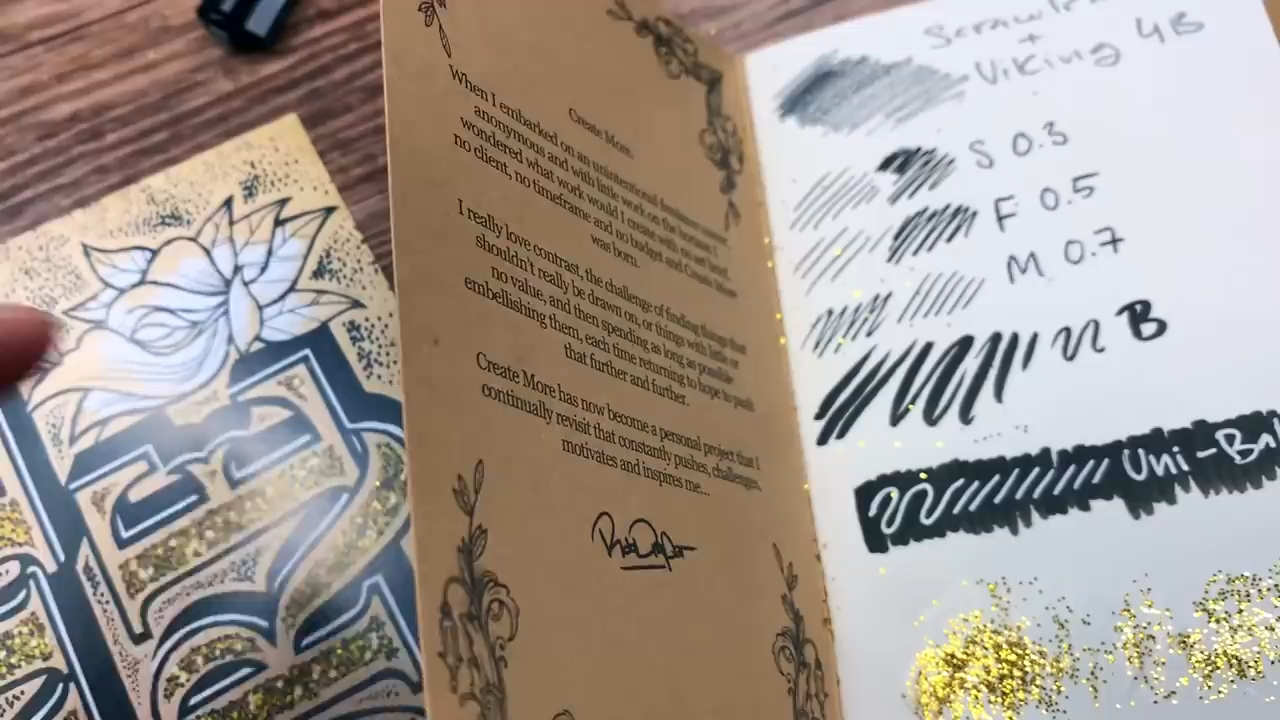 Create More.
When I embarked on an unintentional freelance career,
anonymous and with little work on the horizon I
wondered what work would I create with no set brief,
no client, no timeframe and no budget and Create More
was born.
I really love contrast, the challenge of finding things that
shouldn't really be drawn on, or things with little or
no value, and then spending as long as possible
embellishing them, each time returning to hope to push
that further and further.
Create More has now become a personal project that I
continually revisit that constantly pushes, challenges,
motivates and inspires me...
+
Viking 4B
S 0.3
F 0.5
M 0.7
B
Uni-Bal